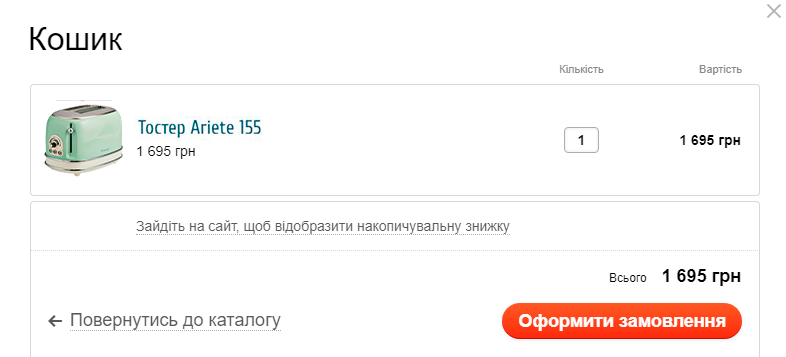 Кошик
Кількість Вартість
Тостер Ariete 155
1 695 грн
1
1 695 грн
Зайдіть на сайт, щоб відобразити накопичувальну знижку
Всього 1 695 грн
← Повернутись до каталогу
Оформити замовлення